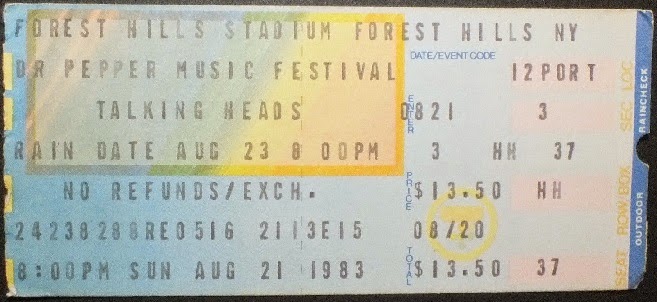 FOREST HILLS STADIUM FOREST HILLS NY
DATE/EVENT CODE
DR PEPPER MUSIC FESTIVAL 12PORT
TALKING HEADS 0821 3
ENTER
RAIN DATE AUG 23 8 00PM 3 HH 37
NO REFUNDS/EXCH. $13.50 HH
PRICE
24238288RE0516 2113E15 08/20
8:00PM SUN AUG 21 1983 $13.50 37
TOTAL
SEAT ROW/BOX SEC LOC
OUTDOOR RAINCHECK